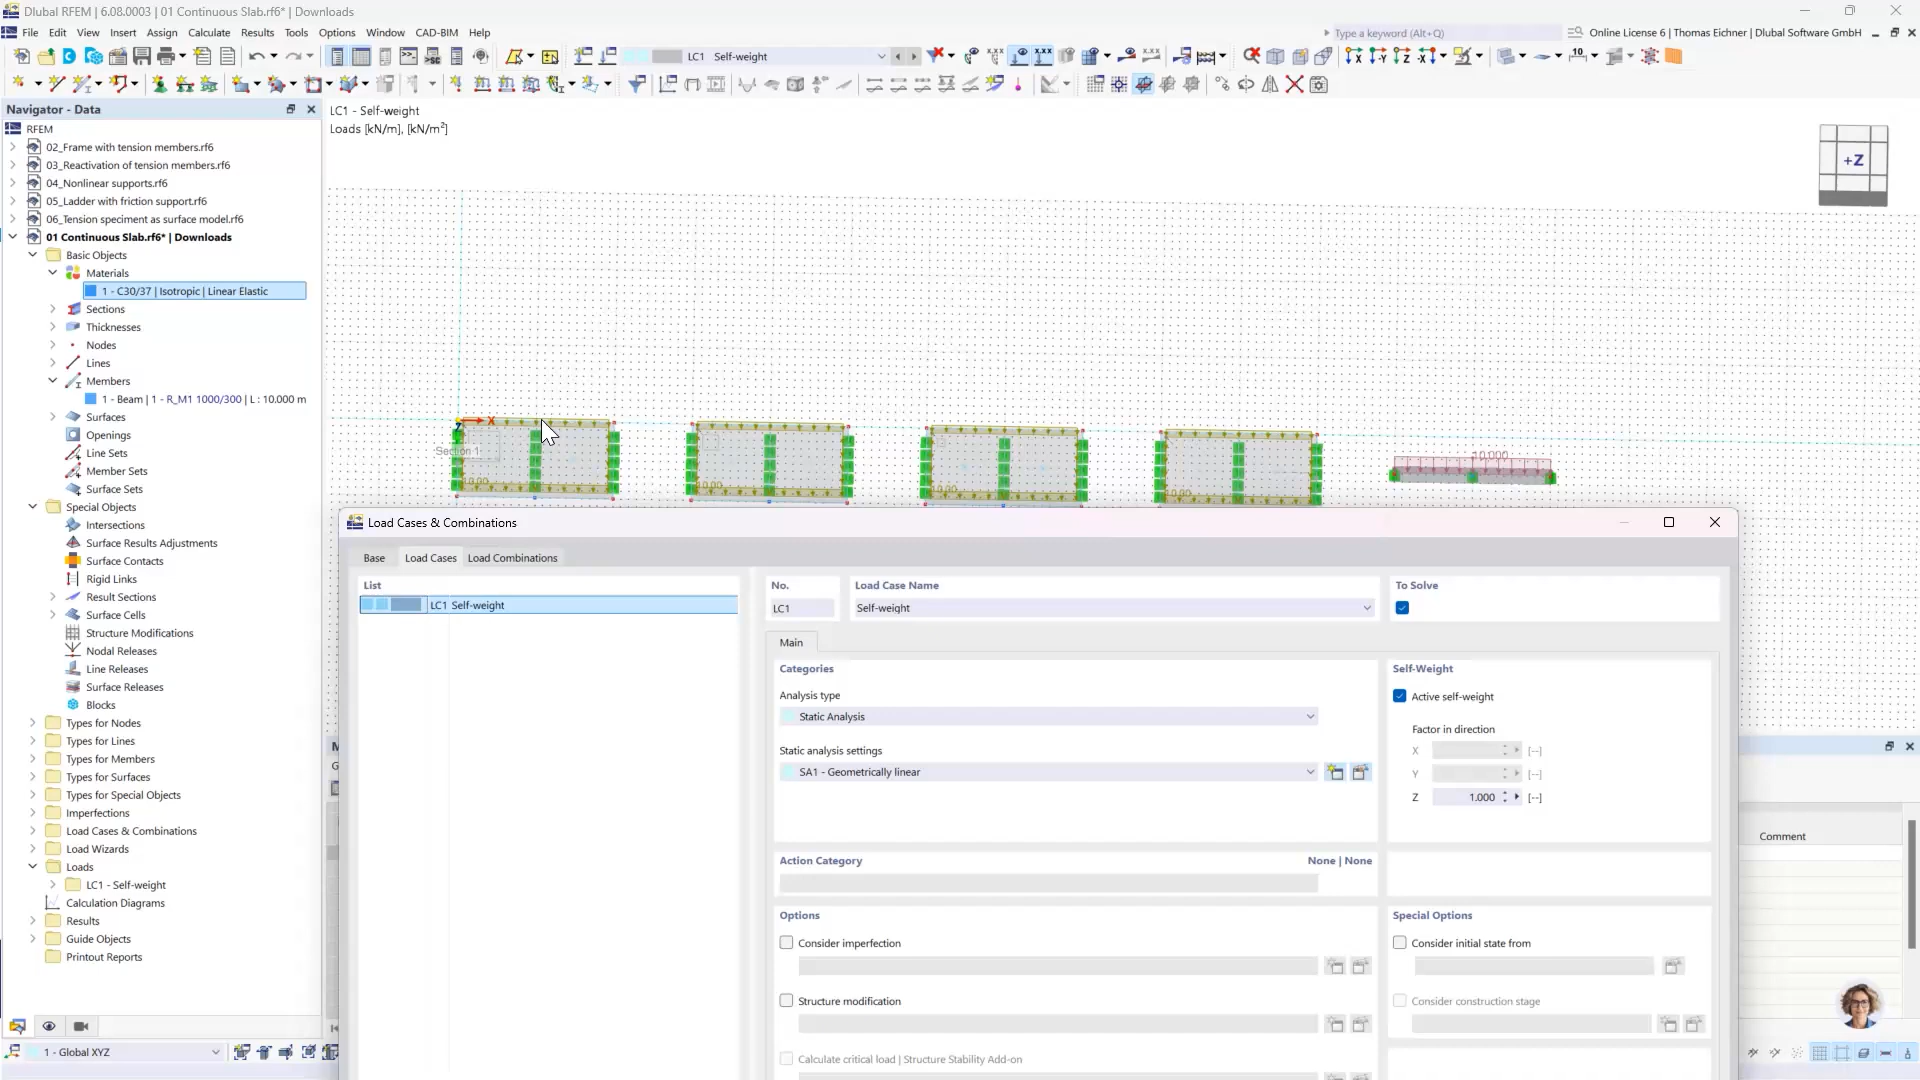 Dlubal RFEM | 6.08.0003 | 01 Continuous Slab.rf6* | Downloads
File Edit View Insert Assign Calculate Results Tools Options Window CAD-BIM Help
Type a keyword (Alt+Q)
Online License 6 | Thomas Eichner | Dlubal Software GmbH
LC1 Self-weight
Navigator - Data
RFEM
02_Frame with tension members.rf6
03_Reactivation of tension members.rf6
04_Nonlinear supports.rf6
05_Ladder with friction support.rf6
06_Tension speciment as surface model.rf6
01 Continuous Slab.rf6* | Downloads
Basic Objects
Materials
1 - C30/37 | Isotropic | Linear Elastic
Sections
Thicknesses
Nodes
Lines
Members
1 - Beam | 1 - R_M1 1000/300 | L : 10.000 m
Surfaces
Openings
Line Sets
Member Sets
Surface Sets
Special Objects
Intersections
Surface Results Adjustments
Surface Contacts
Rigid Links
Result Sections
Surface Cells
Structure Modifications
Nodal Releases
Line Releases
Surface Releases
Blocks
Types for Nodes
Types for Lines
Types for Members
Types for Surfaces
Types for Special Objects
Imperfections
Load Cases & Combinations
Load Wizards
Loads
LC1 - Self-weight
Calculation Diagrams
Results
Guide Objects
Printout Reports
1 - Global XYZ
LC1 - Self-weight
Loads [kN/m], [kN/m²]
+Z
X
Z
Section 1
10.00
10.00
10.00
10.00
10.000
Load Cases & Combinations
Base Load Cases Load Combinations
List
LC1 Self-weight
No.
LC1
Load Case Name
Self-weight
To Solve
Main
Categories
Analysis type
Static Analysis
Static analysis settings
SA1 - Geometrically linear
Self-Weight
Active self-weight
Factor in direction
X [--]
Y [--]
Z 1.000 [--]
Action Category None | None
Options
Consider imperfection
Structure modification
Calculate critical load | Structure Stability Add-on
Special Options
Consider initial state from
Consider construction stage
Comment